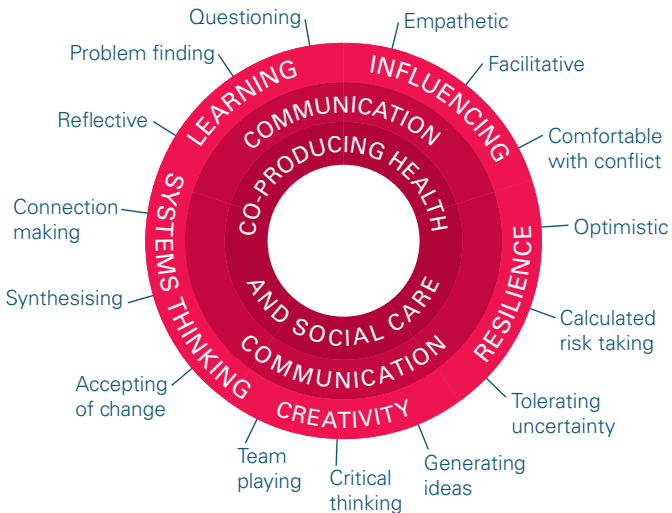 Questioning
Empathetic
Problem finding
Facilitative
Reflective
Comfortable
with conflict
Connection
making
Optimistic
Synthesising
Calculated
risk taking
Accepting
of change
Tolerating
uncertainty
Team
playing
Critical
thinking
Generating
ideas
LEARNING
INFLUENCING
RESILIENCE
CREATIVITY
SYSTEMS THINKING
COMMUNICATION
COMMUNICATION
CO-PRODUCING HEALTH
AND SOCIAL CARE